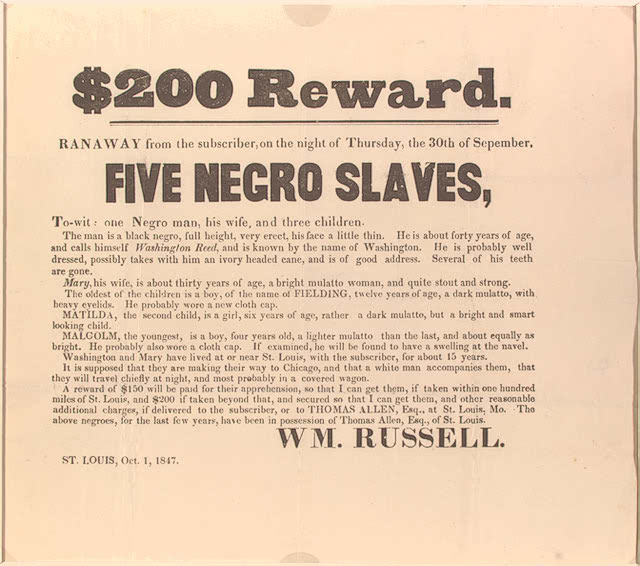 $200 Reward.
RANAWAY from the subscriber, on the night of Thursday, the 30th of Sepember,
FIVE NEGRO SLAVES,
To-wit: one Negro man, his wife, and three children.
The man is a black negro, full height, very erect, his face a little thin. He is about forty years of age,
and calls himself Washington Reed, and is known by the name of Washington. He is probably well
dressed, possibly takes with him an ivory headed cane, and is of good address. Several of his teeth
are gone.
Mary, his wife, is about thirty years of age, a bright mulatto woman, and quite stout and strong.
The oldest of the children is a boy, of the name of FIELDING, twelve years of age, a dark mulatto, with
heavy eyelids. He probably wore a new cloth cap.
MATILDA, the second child, is a girl, six years of age, rather a dark mulatto, but a bright and smart
looking child.
MALCOLM, the youngest, is a boy, four years old, a lighter mulatto than the last, and about equally as
bright. He probably also wore a cloth cap. If examined, he will be found to have a swelling at the navel.
Washington and Mary have lived at or near St. Louis, with the subscriber, for about 15 years.
It is supposed that they are making their way to Chicago, and that a white man accompanies them, that
they will travel chiefly at night, and most probably in a covered wagon.
A reward of $150 will be paid for their apprehension, so that I can get them, if taken within one hundred
miles of St. Louis, and $200 if taken beyond that, and secured so that I can get them, and other reasonable
additional charges, if delivered to the subscriber, or to THOMAS ALLEN, Esq., at St. Louis, Mo. The
above negroes, for the last few years, have been in possession of Thomas Allen, Esq., of St. Louis.
WM. RUSSELL.
ST. LOUIS, Oct. 1, 1847.